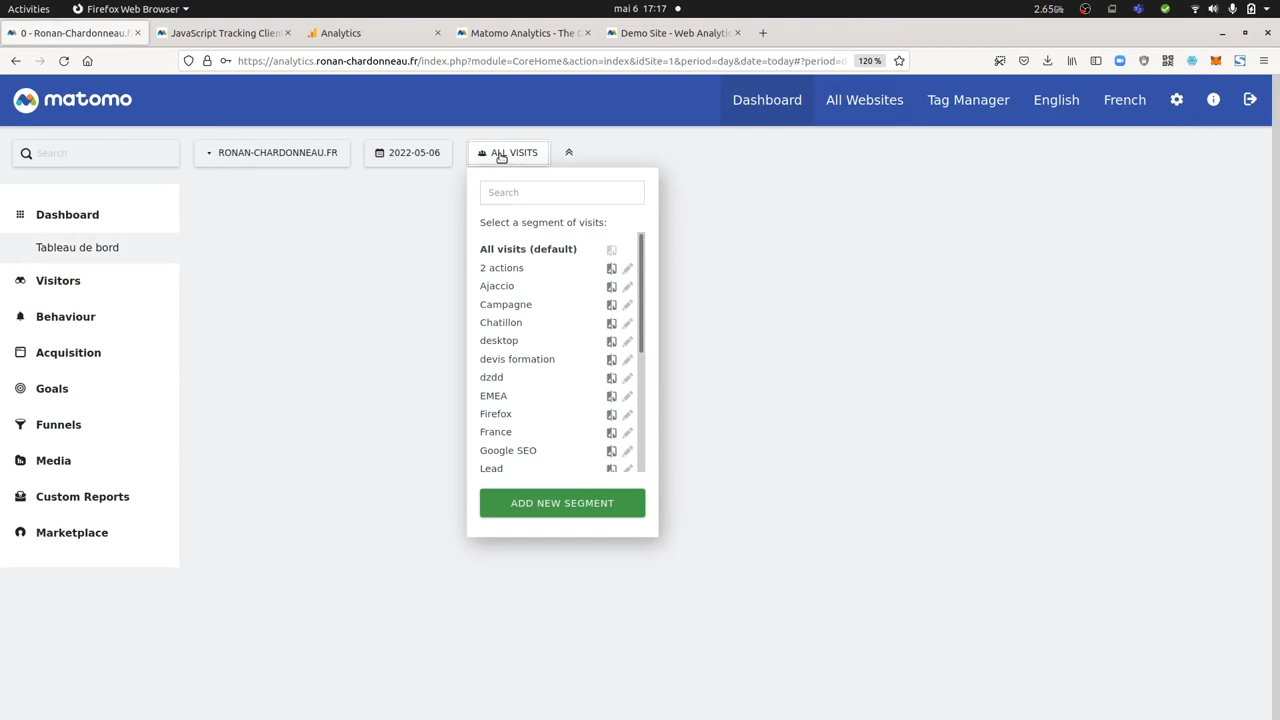 Activities
Firefox Web Browser
mai 6 17:17
2.65
0 - Ronan-Chardonneau.f
JavaScript Tracking Clien
Analytics
Matomo Analytics - The
Demo Site - Web Analytic
https://analytics.ronan-chardonneau.fr/index.php?module=CoreHome&action=index&idSite=1&period=day&date=today#?period=d
120 %
matomo
Dashboard
All Websites
Tag Manager
English
French
Search
RONAN-CHARDONNEAU.FR
2022-05-06
ALL VISITS
Search
Select a segment of visits:
All visits (default)
2 actions
Ajaccio
Campagne
Chatillon
desktop
devis formation
dzdd
EMEA
Firefox
France
Google SEO
Lead
ADD NEW SEGMENT
Dashboard
Tableau de bord
Visitors
Behaviour
Acquisition
Goals
Funnels
Media
Custom Reports
Marketplace